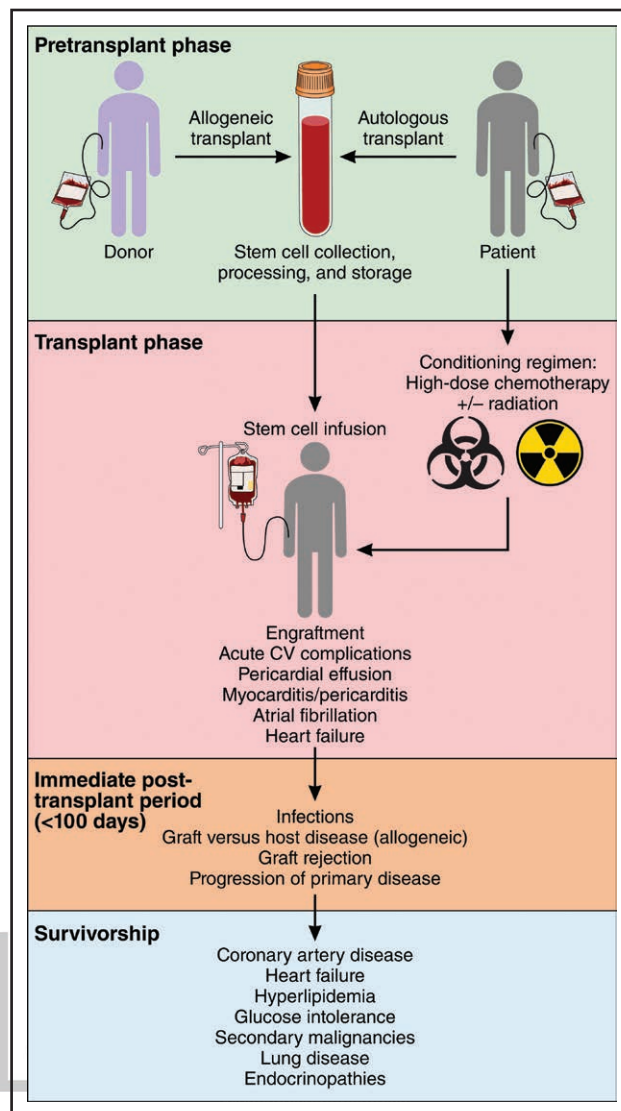 Pretransplant phase
Allogeneic
transplant
Autologous
transplant
Donor
Stem cell collection,
processing, and storage
Patient
Transplant phase
Conditioning regimen:
High-dose chemotherapy
+/– radiation
Stem cell infusion
Engraftment
Acute CV complications
Pericardial effusion
Myocarditis/pericarditis
Atrial fibrillation
Heart failure
Immediate post-
transplant period
(<100 days)
Infections
Graft versus host disease (allogeneic)
Graft rejection
Progression of primary disease
Survivorship
Coronary artery disease
Heart failure
Hyperlipidemia
Glucose intolerance
Secondary malignancies
Lung disease
Endocrinopathies